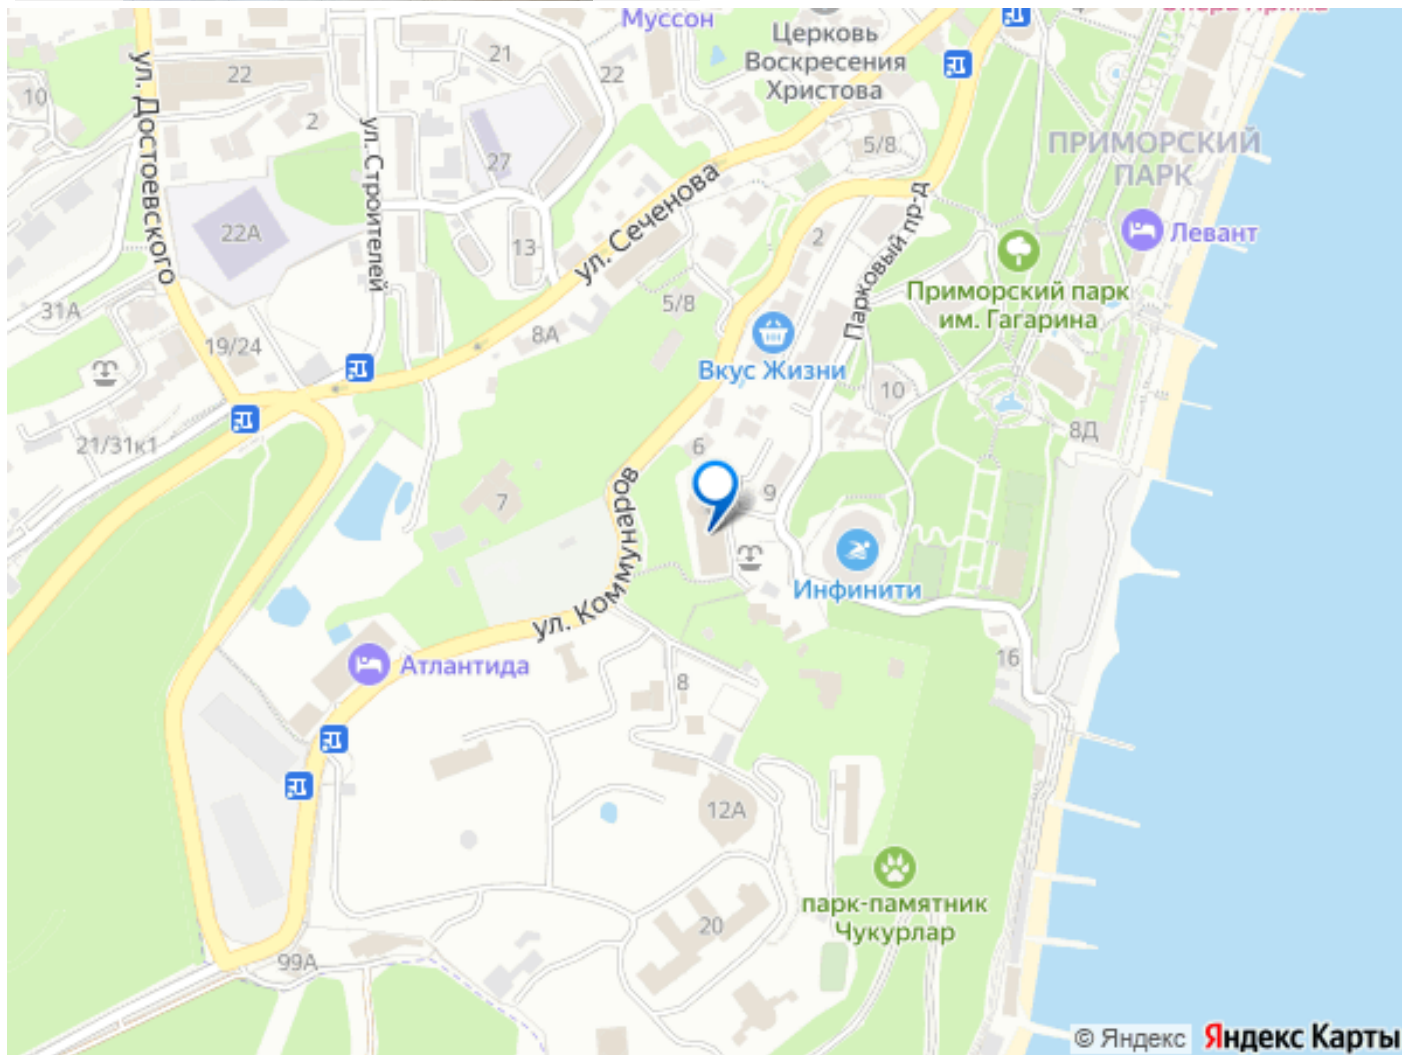 Муссон
Церковь
Воскресения
Христова
ул. Достоевского
22
10
2
21
22
27
ул. Строителей
5/8
ПРИМОРСКИЙ
ПАРК
ул. Сеченова
22А
13
2
Парковый пр-д
Левант
Приморский парк
им. Гагарина
31А
5/8
8А
19/24
Вкус Жизни
10
21/31к1
8Д
6
7
9
ул. Коммунаров
Инфинити
Атлантида
8
16
12А
парк-памятник
Чукурлар
20
99А
© Яндекс Яндекс Карты